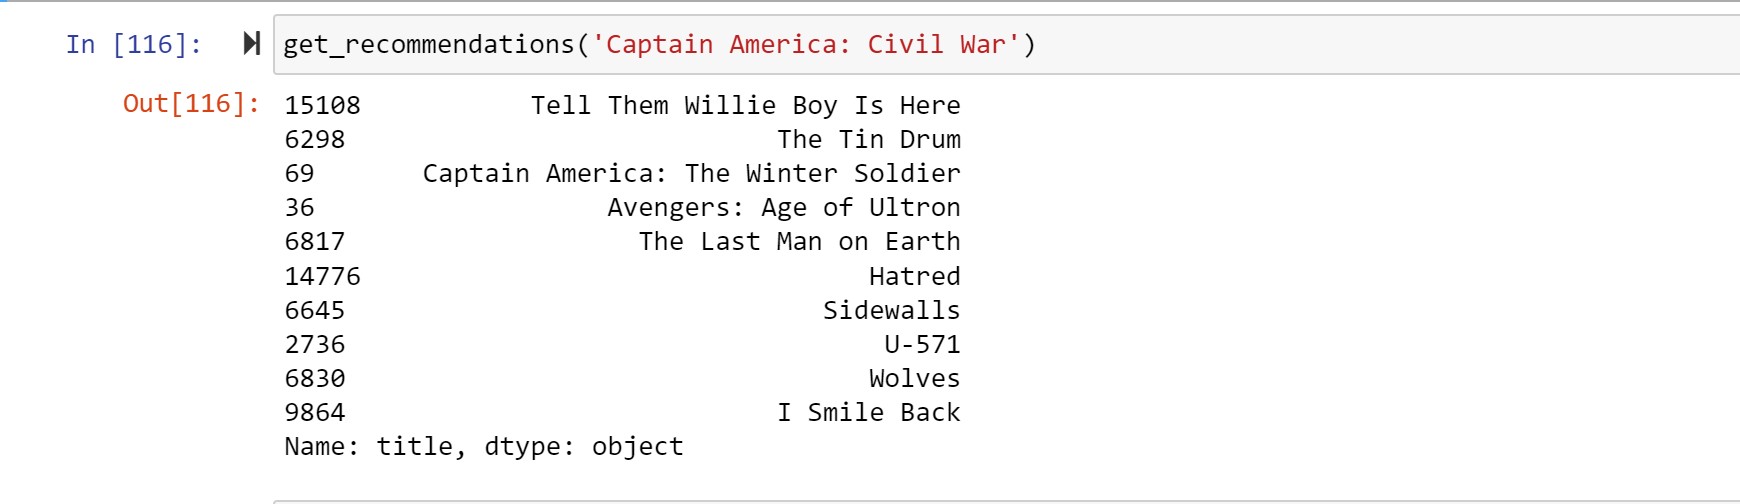 In [116]: get_recommendations('Captain America: Civil War')
Out[116]: 15108 Tell Them Willie Boy Is Here
6298 The Tin Drum
69 Captain America: The Winter Soldier
36 Avengers: Age of Ultron
6817 The Last Man on Earth
14776 Hatred
6645 Sidewalls
2736 U-571
6830 Wolves
9864 I Smile Back
Name: title, dtype: object